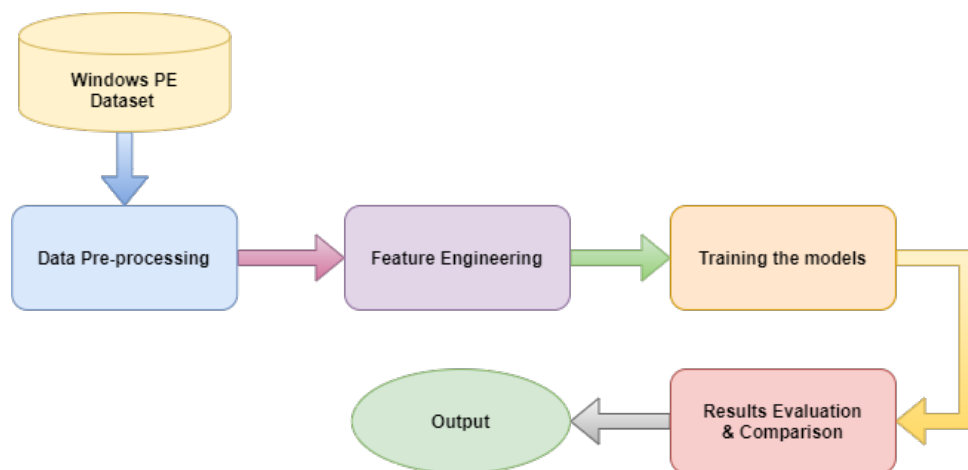 Windows PE
Dataset
Data Pre-processing
Feature Engineering
Training the models
Results Evaluation
& Comparison
Output